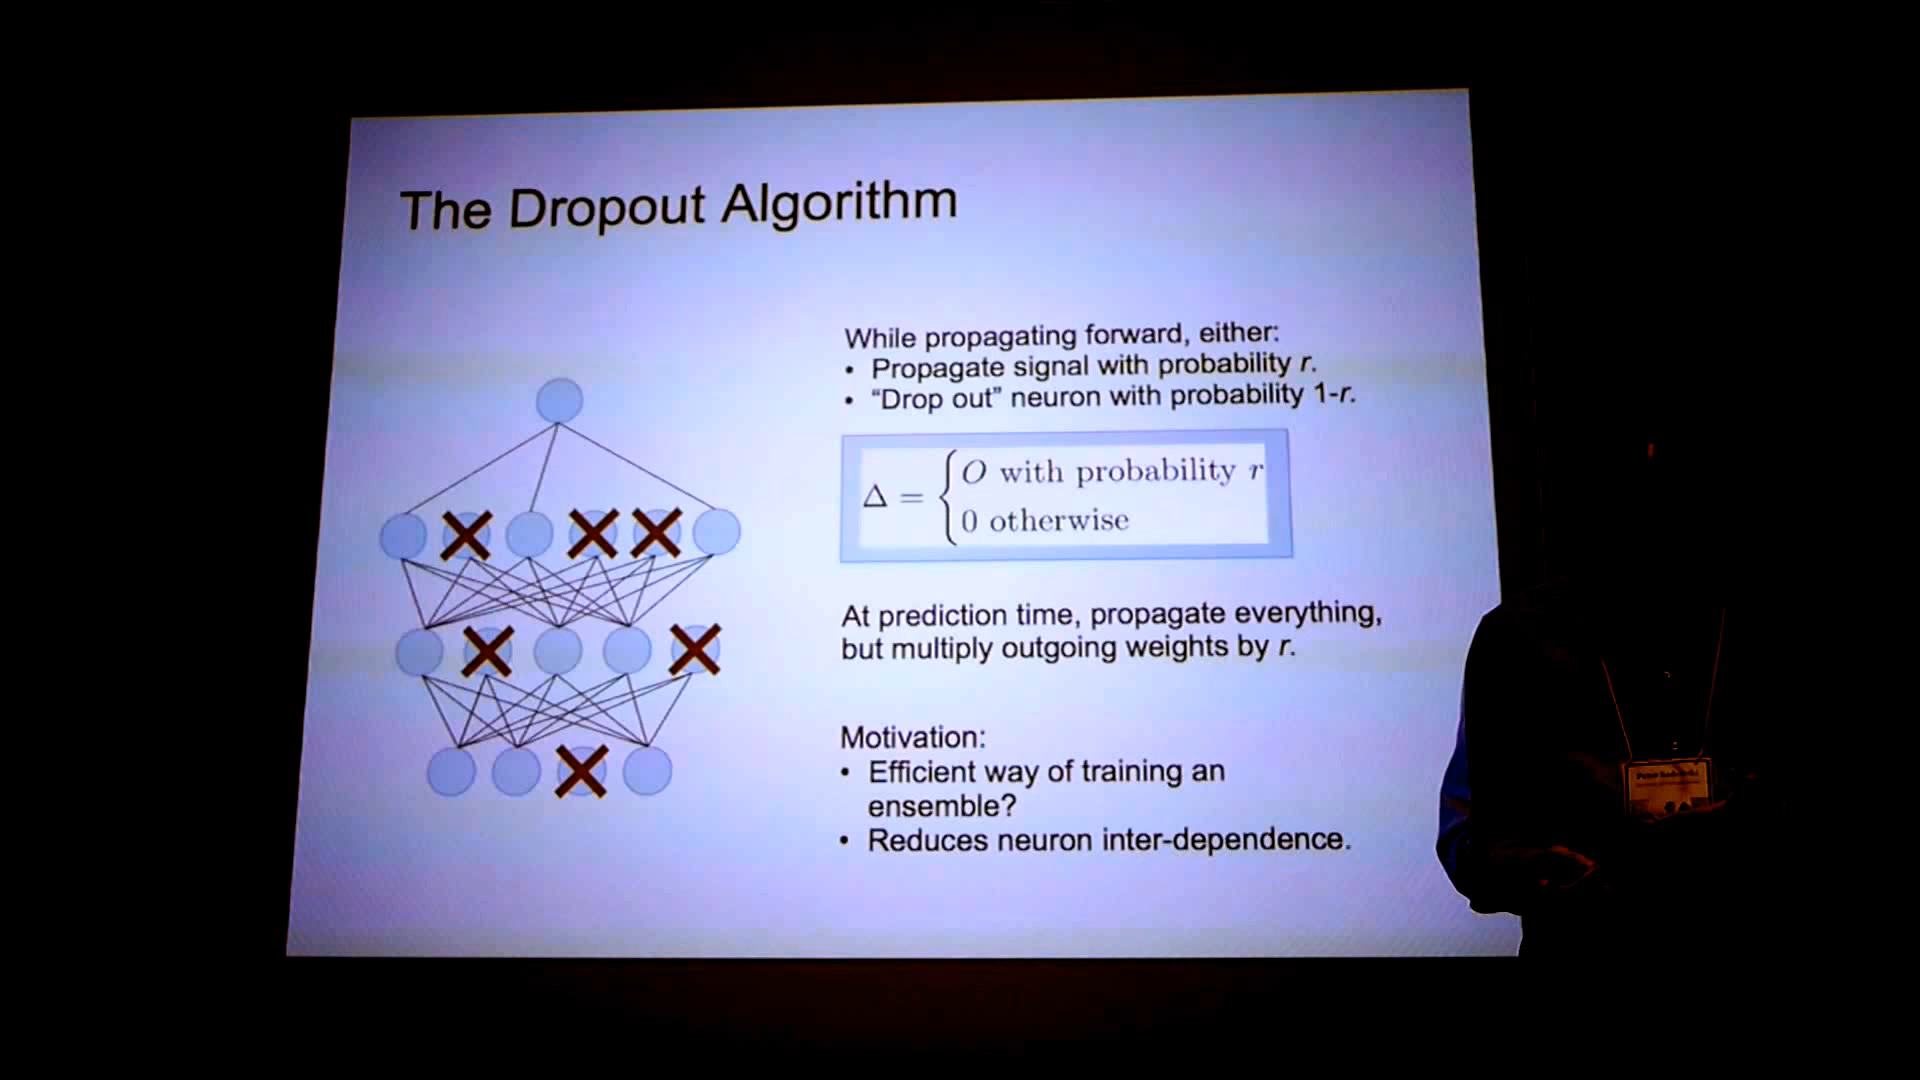 The Dropout Algorithm
While propagating forward, either:
• Propagate signal with probability r.
• “Drop out” neuron with probability 1-r.
Δ = { O with probability r
0 otherwise
At prediction time, propagate everything,
but multiply outgoing weights by r.
Motivation:
• Efficient way of training an
ensemble?
• Reduces neuron inter-dependence.
Peter